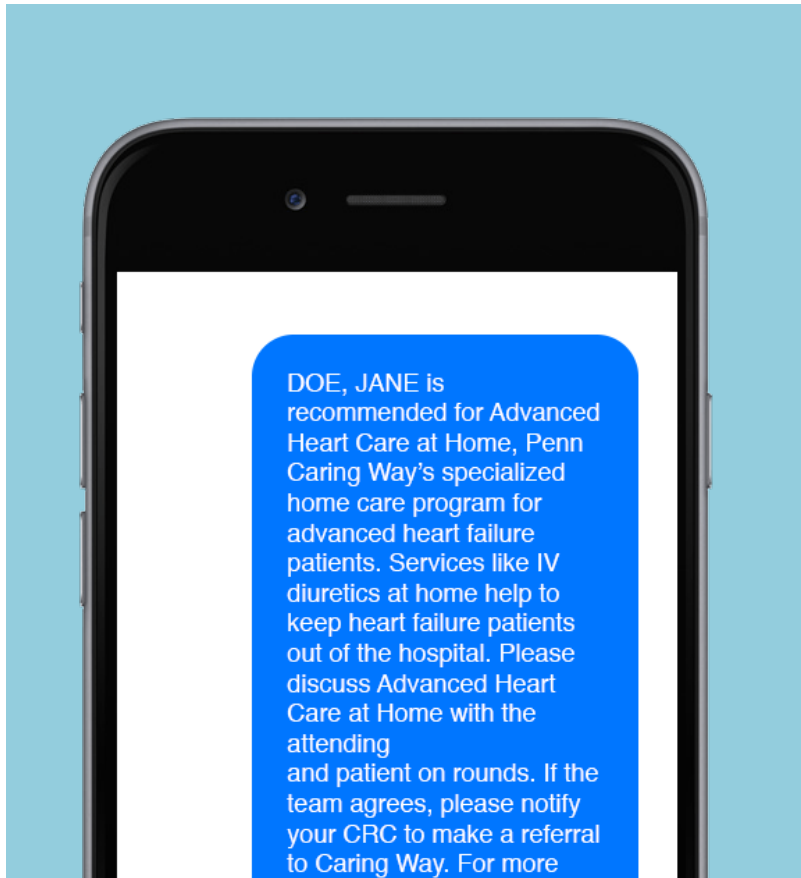 DOE, JANE is
recommended for Advanced
Heart Care at Home, Penn
Caring Way’s specialized
home care program for
advanced heart failure
patients. Services like IV
diuretics at home help to
keep heart failure patients
out of the hospital. Please
discuss Advanced Heart
Care at Home with the
attending
and patient on rounds. If the
team agrees, please notify
your CRC to make a referral
to Caring Way. For more